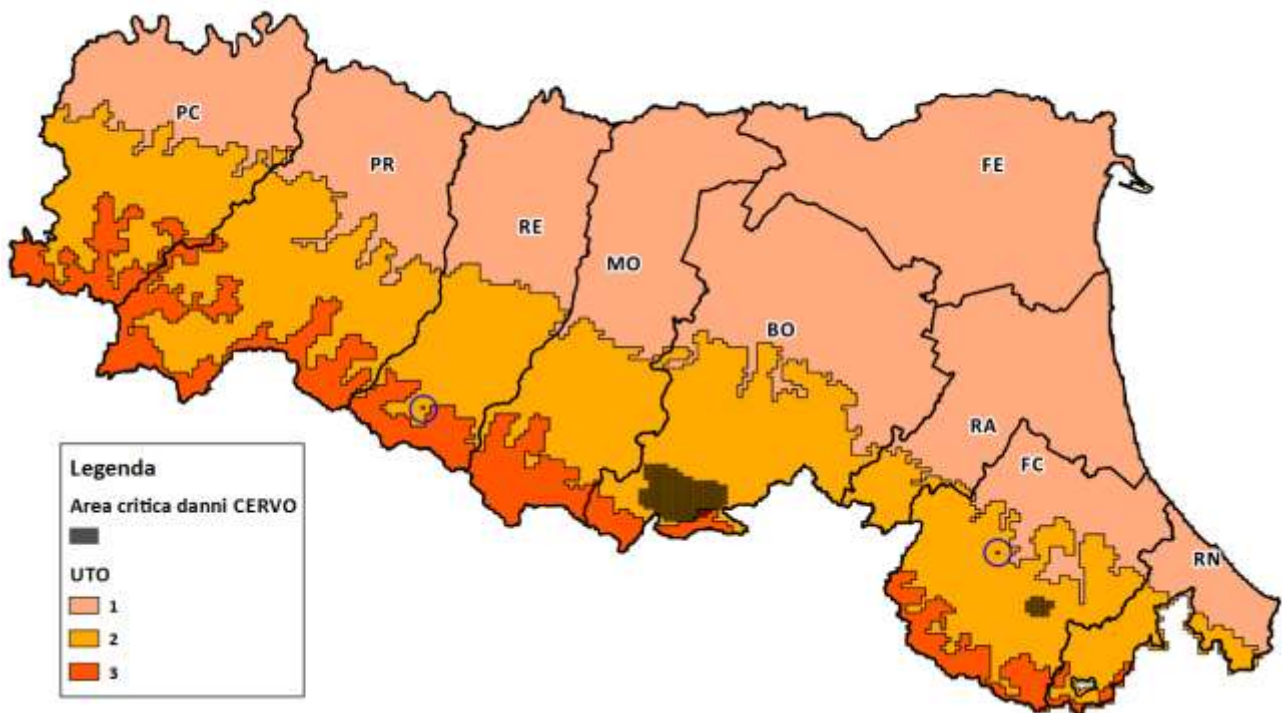 PC
PR
RE
MO
FE
BO
RA
FC
RN
Legenda
Area critica danni CERVO
UTO
1
2
3